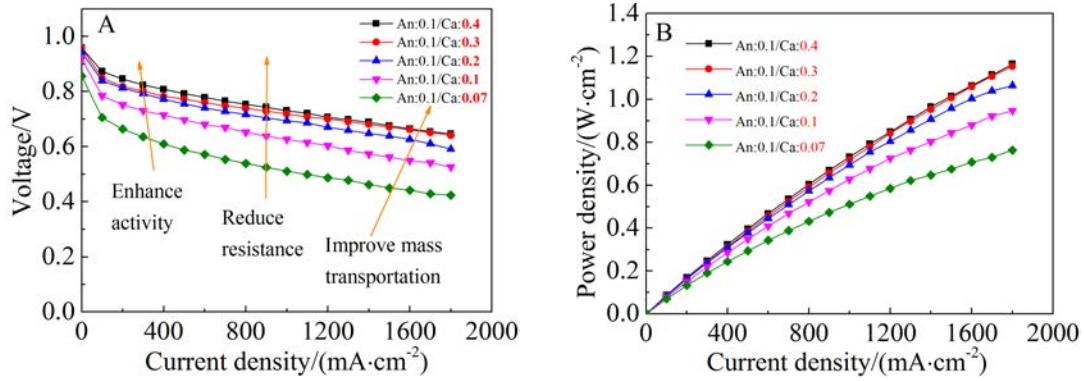 A
An:0.1/Ca:0.4
An:0.1/Ca:0.3
An:0.1/Ca:0.2
An:0.1/Ca:0.1
An:0.1/Ca:0.07
Enhance
activity
Reduce
resistance
Improve mass
transportation
Voltage/V
1.0
0.8
0.6
0.4
0.2
0.0
0 400 800 1200 1600 2000
Current density/(mA·cm⁻²)
B
An:0.1/Ca:0.4
An:0.1/Ca:0.3
An:0.1/Ca:0.2
An:0.1/Ca:0.1
An:0.1/Ca:0.07
Power density/(W·cm⁻²)
1.4
1.2
1.0
0.8
0.6
0.4
0.2
0.0
0 400 800 1200 1600 2000
Current density/(mA·cm⁻²)